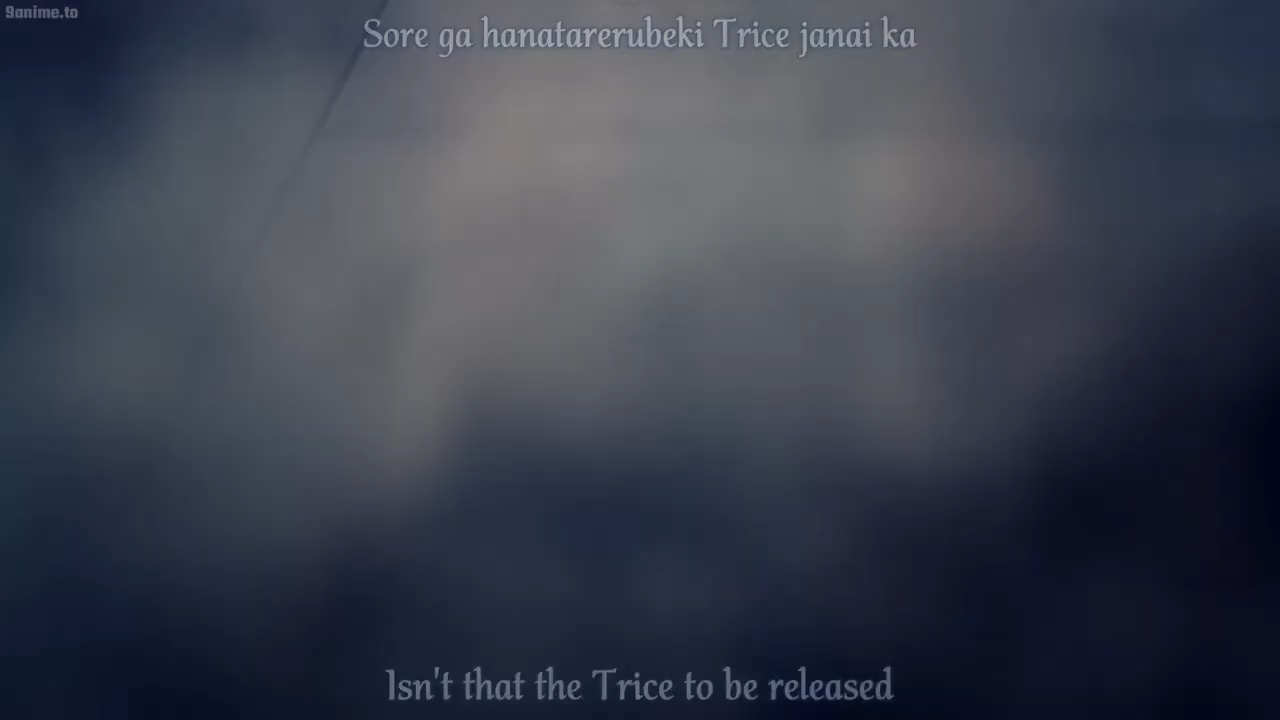 9anime.to
Sore ga hanatarerubeki Trice janai ka
Isn't that the Trice to be released